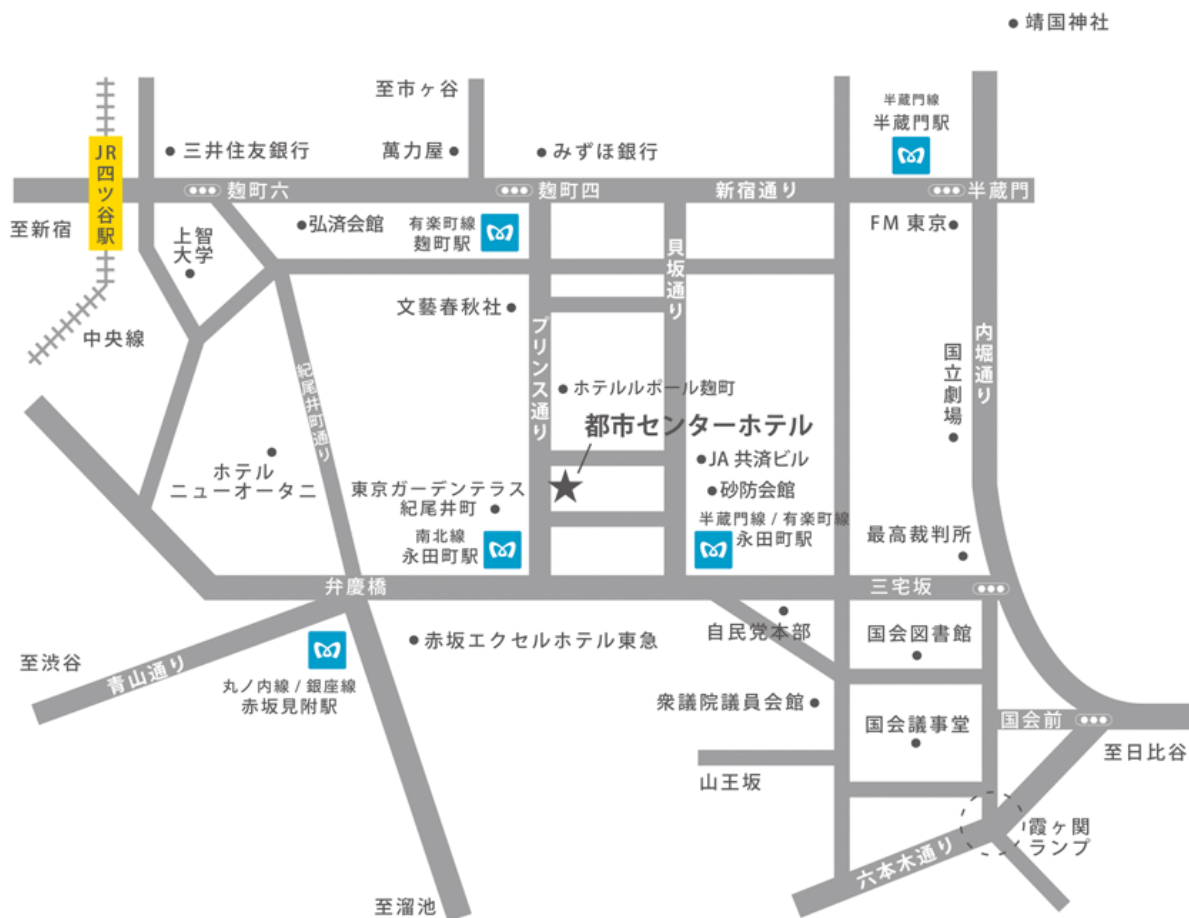 靖国神社
至市ヶ谷
半蔵門線
半蔵門駅
JR四ツ谷駅
三井住友銀行
萬力屋
みずほ銀行
麹町六
麹町四
新宿通り
半蔵門
至新宿
上智
大学
弘済会館
有楽町線
麹町駅
貝坂通り
FM 東京
中央線
文藝春秋社
プリンス通り
内堀通り
国立劇場
紀尾井町通り
ホテルルポール麹町
都市センターホテル
ホテル
ニューオータニ
JA 共済ビル
東京ガーデンテラス
紀尾井町
砂防会館
南北線
永田町駅
半蔵門線 / 有楽町線
永田町駅
最高裁判所
弁慶橋
三宅坂
赤坂エクセルホテル東急
自民党本部
国会図書館
至渋谷
青山通り
丸ノ内線 / 銀座線
赤坂見附駅
衆議院議員会館
国会議事堂
国会前
至日比谷
山王坂
霞ヶ関
ランプ
六本木通り
至溜池